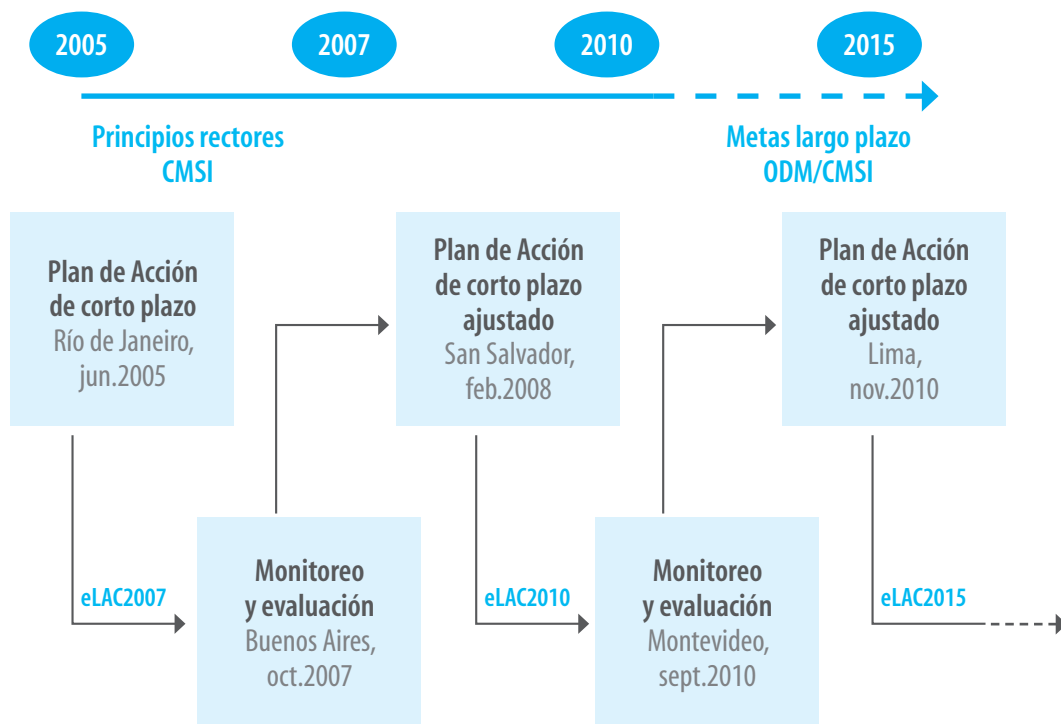 2005
2007
2010
2015
Principios rectores
CMSI
Metas largo plazo
ODM/CMSI
Plan de Acción
de corto plazo
Río de Janeiro,
jun.2005
Plan de Acción
de corto plazo
ajustado
San Salvador,
feb.2008
Plan de Acción
de corto plazo
ajustado
Lima,
nov.2010
eLAC2007
Monitoreo
y evaluación
Buenos Aires,
oct.2007
eLAC2010
Monitoreo
y evaluación
Montevideo,
sept.2010
eLAC2015